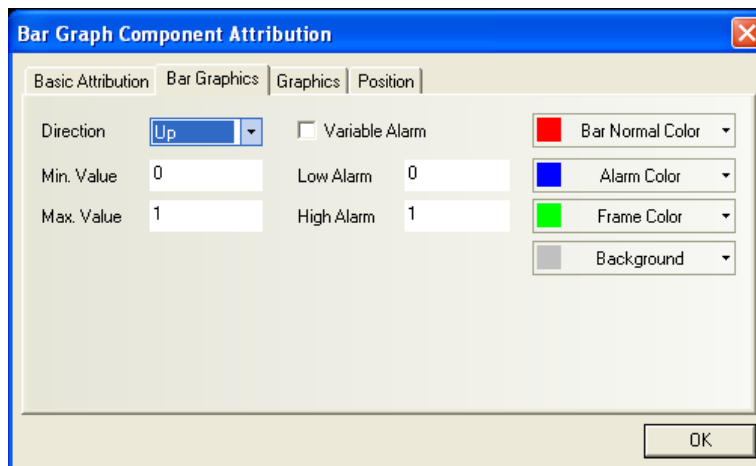 Bar Graph Component Attribution
Basic Attribution Bar Graphics Graphics Position
Direction Up Variable Alarm Bar Normal Color
Min. Value 0 Low Alarm 0 Alarm Color
Max. Value 1 High Alarm 1 Frame Color
Background
OK